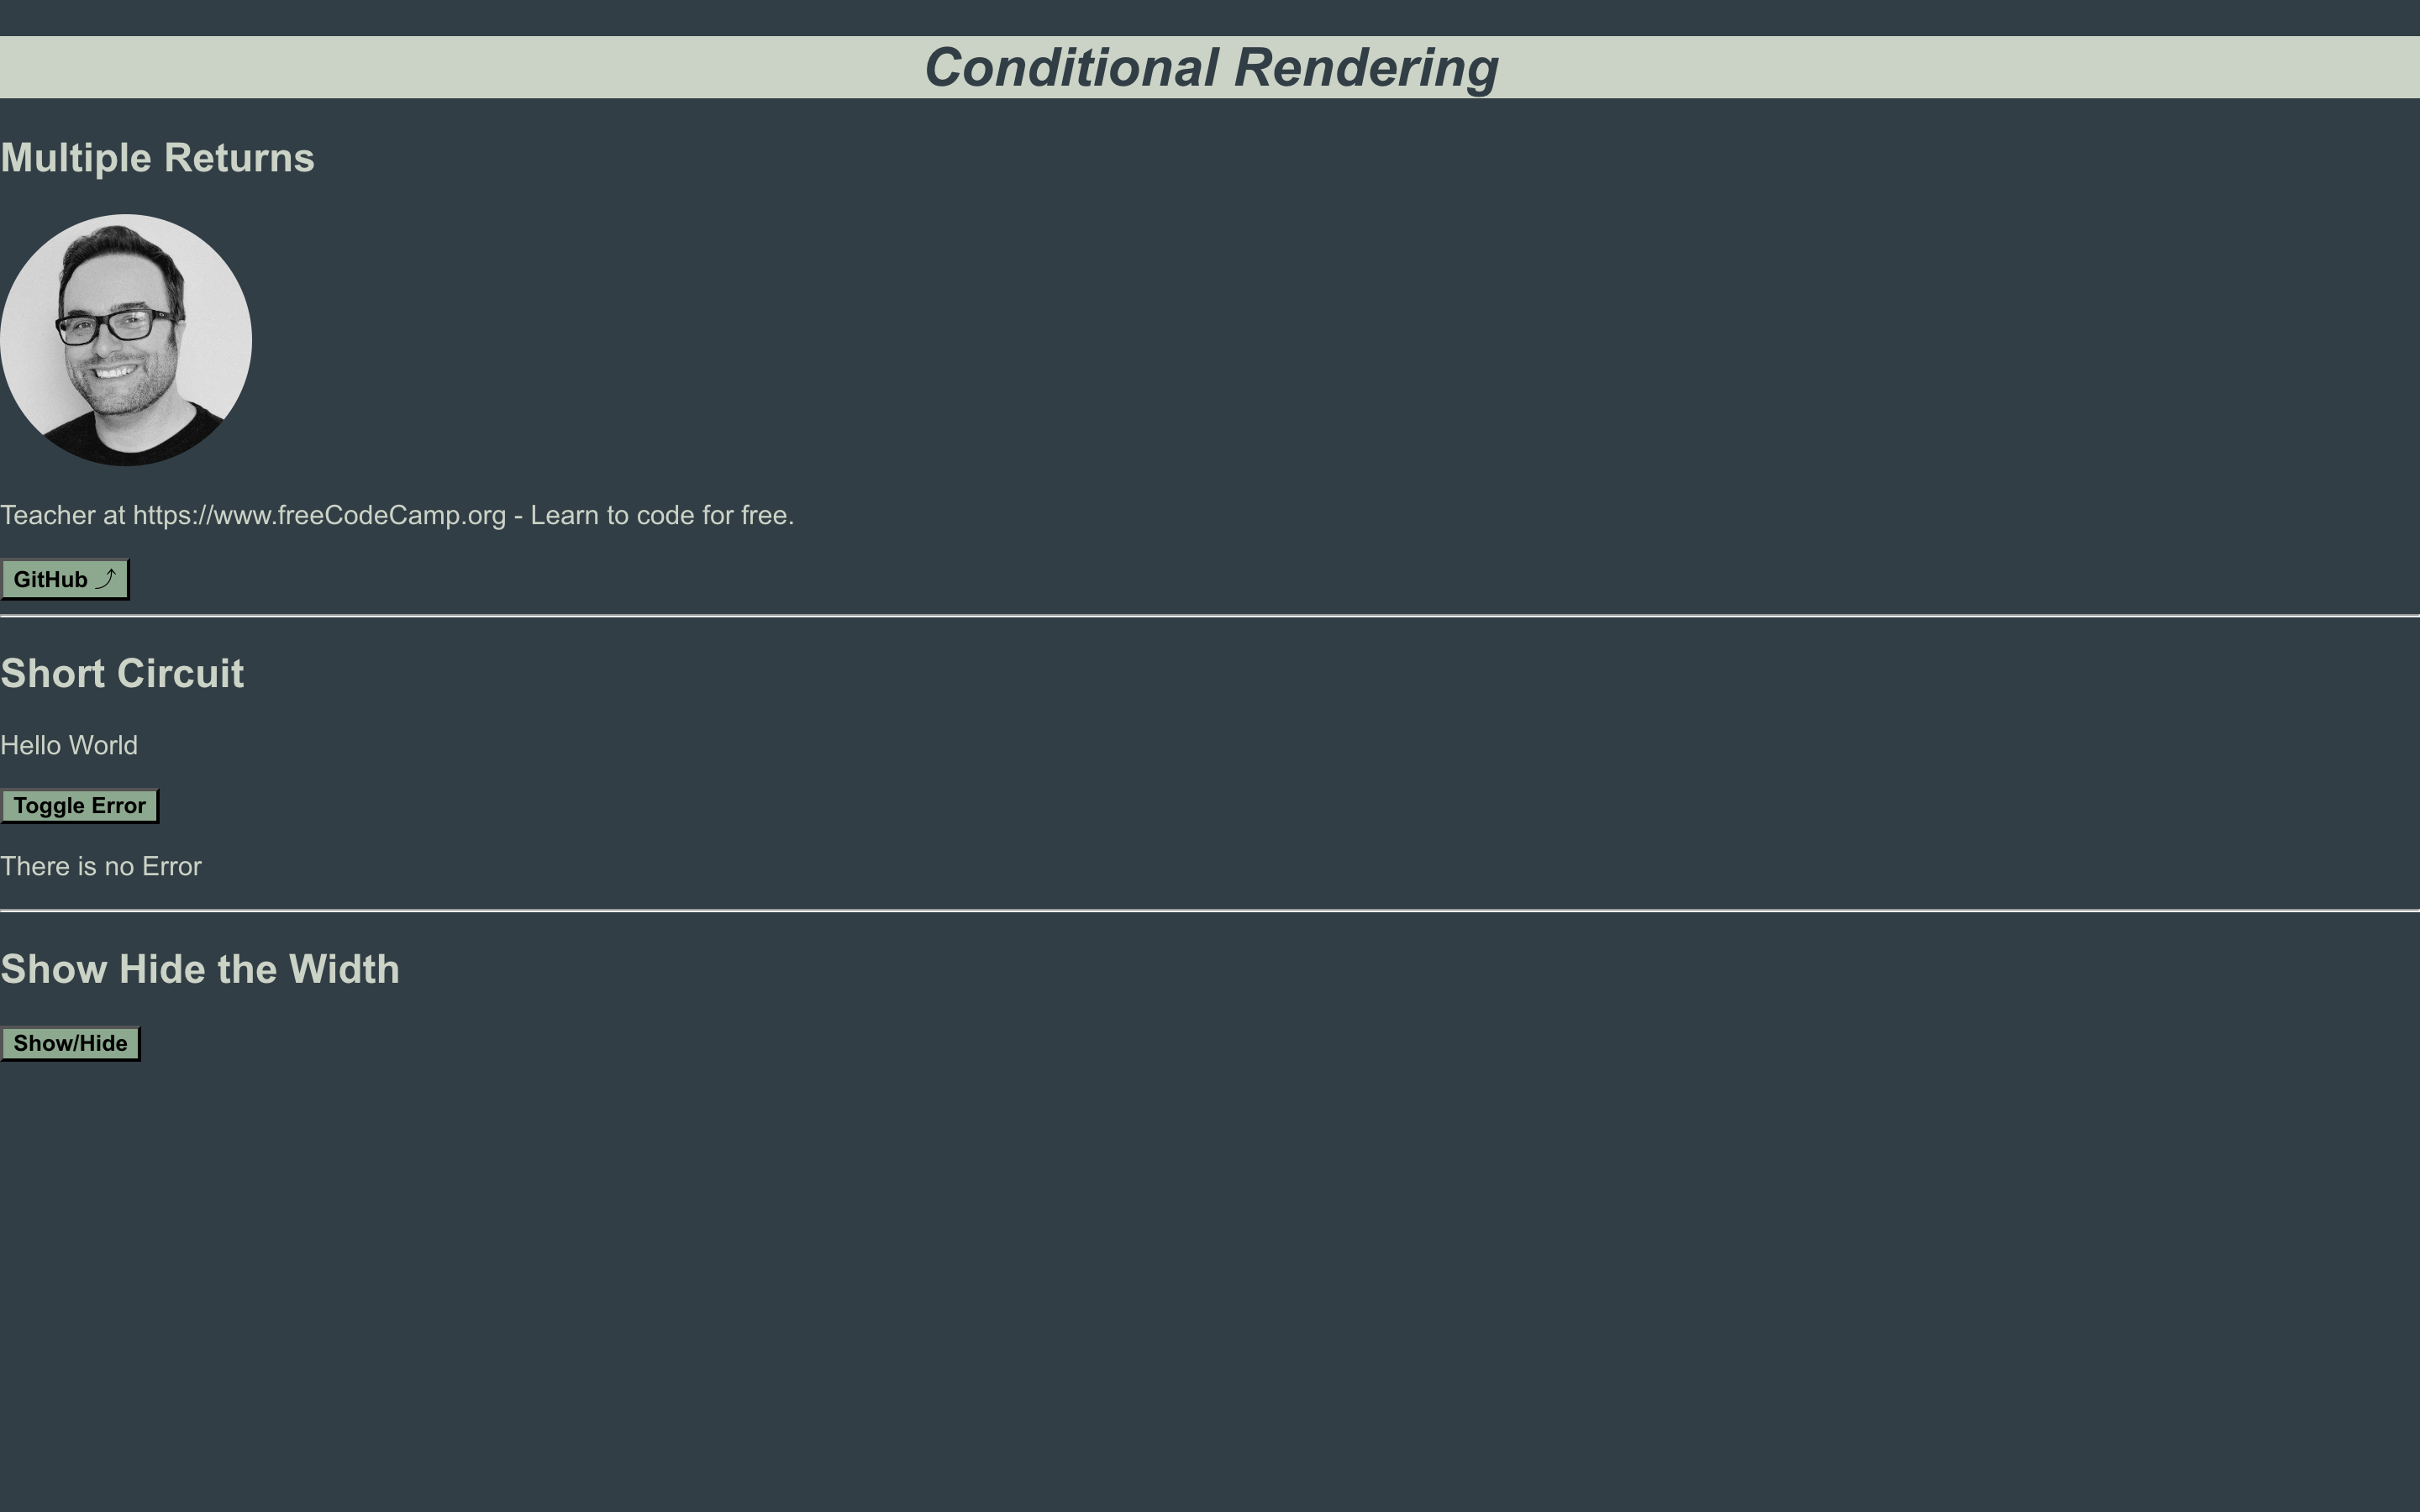 Conditional Rendering
Multiple Returns
Teacher at https://www.freeCodeCamp.org - Learn to code for free.
GitHub ⤴
Short Circuit
Hello World
Toggle Error
There is no Error
Show Hide the Width
Show/Hide